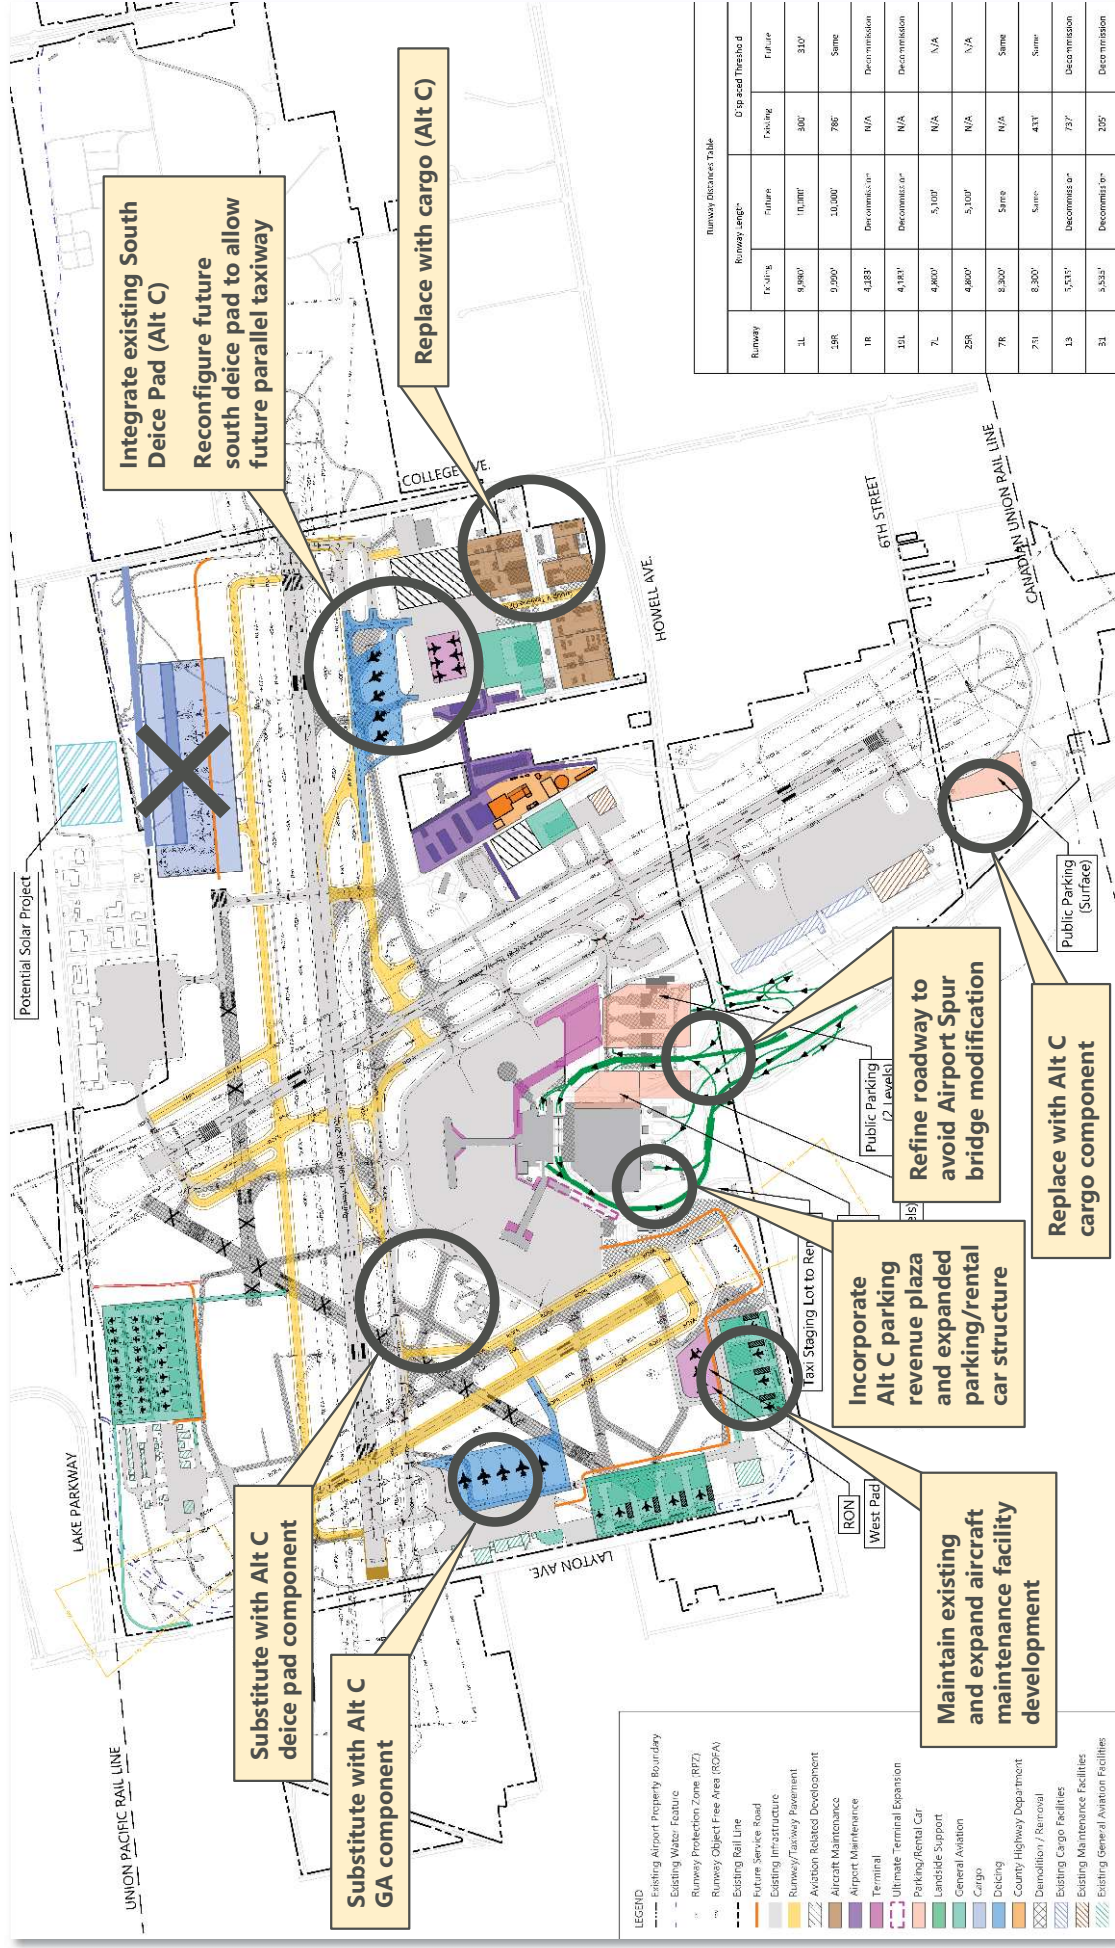 Potential Solar Project
Integrate existing South
Deice Pad (Alt C)
Reconfigure future
south deice pad to allow
future parallel taxiway
Replace with cargo (Alt C)
COLLEGE AVE.
HOWELL AVE.
6TH STREET
CANADIAN UNION RAIL LINE
UNION PACIFIC RAIL LINE
LAKE PARKWAY
LAYTON AVE
Substitute with Alt C
deice pad component
Substitute with Alt C
GA component
Maintain existing
and expand aircraft
maintenance facility
development
Incorporate
Alt C parking
revenue plaza
and expanded
parking/rental
car structure
Refine roadway to
avoid Airport Spur
bridge modification
Replace with Alt C
cargo component
Public Parking
(Surface)
Public Parking
(2 Levels)
Taxi Staging Lot to Rem
RON
West Pad
Runway Distances Table
Runway
Runway Length
Displaced Threshold
Existing
Future
Existing
Future
1L 9,990' 10,000' 300' 310'
19R 9,990' 10,000' 786' Same
1R 4,183' Decommission N/A Decommission
19L 4,183' Decommission N/A Decommission
7L 4,800' 5,100' N/A N/A
25R 4,800' 5,100' N/A N/A
7R 8,300' Same N/A Same
25L 8,300' Same Same
13 5,535' Decommission 737' Decommission
31 5,535' Decommission 205' Decommission
LEGEND
Existing Airport Property Boundary
Existing Water Feature
Runway Protection Zone (RPZ)
Runway Object Free Area (ROFA)
Existing Rail Line
Future Service Road
Existing Infrastructure
Runway/Taxiway Pavement
Aviation Related Development
Aircraft Maintenance
Airport Maintenance
Terminal
Ultimate Terminal Expansion
Parking/Rental Car
Landside Support
General Aviation
Cargo
Deicing
County Highway Department
Demolition / Removal
Existing Cargo Facilities
Existing Maintenance Facilities
Existing General Aviation Facilities